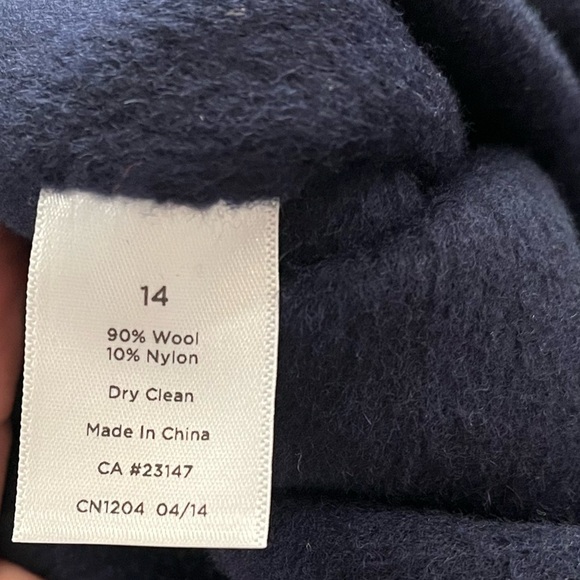 14
90% Wool
10% Nylon
Dry Clean
Made In China
CA #23147
CN1204 04/14